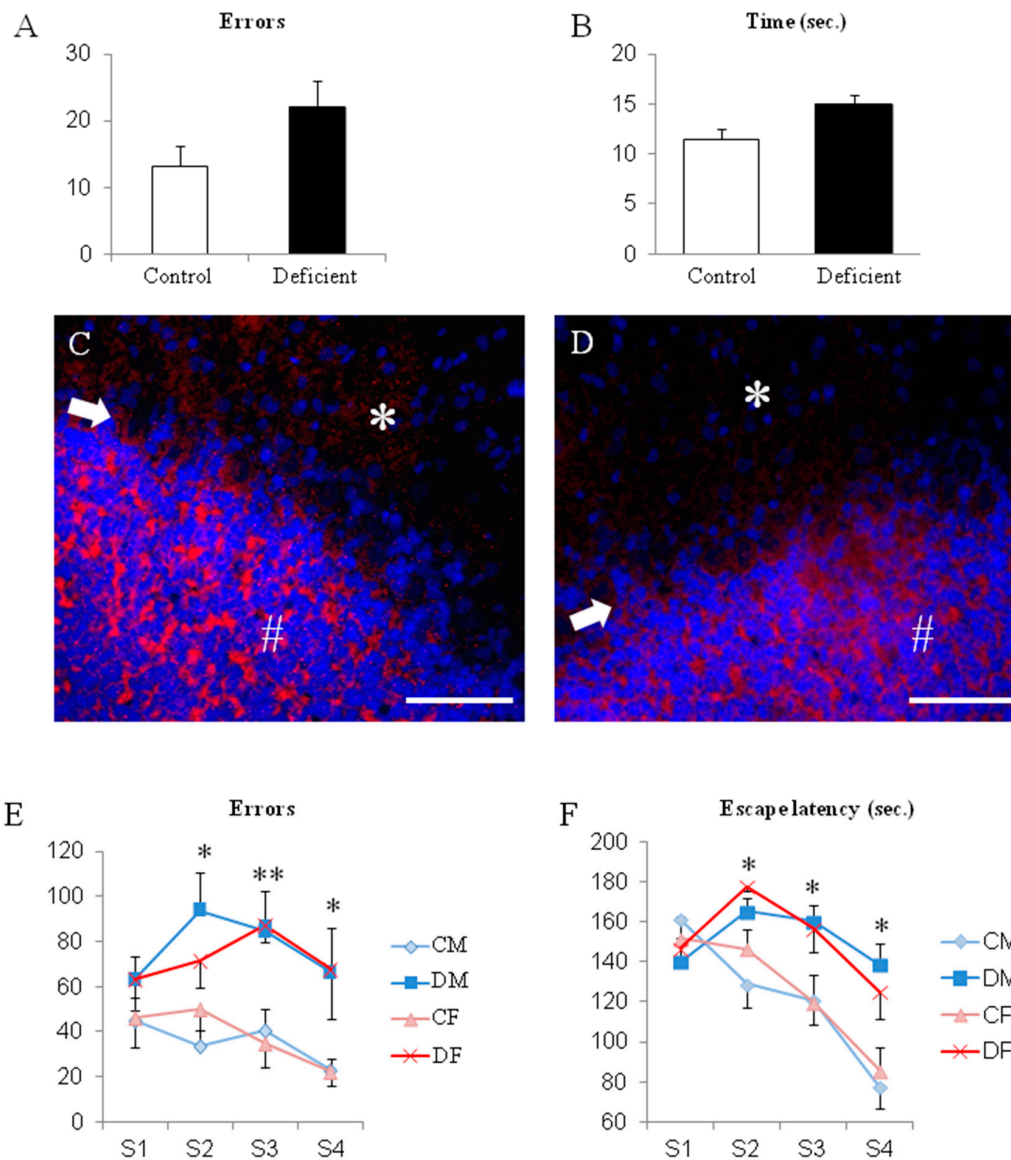 A Errors
30
20
10
0
Control Deficient
B Time (sec.)
20
15
10
5
0
Control Deficient
C
*
#
D
*
#
E Errors
120
100
80
60
40
20
0
* ** *
S1 S2 S3 S4
CM
DM
CF
DF
F Escape latency (sec.)
200
180
160
140
120
100
80
60
* * *
S1 S2 S3 S4
CM
DM
CF
DF